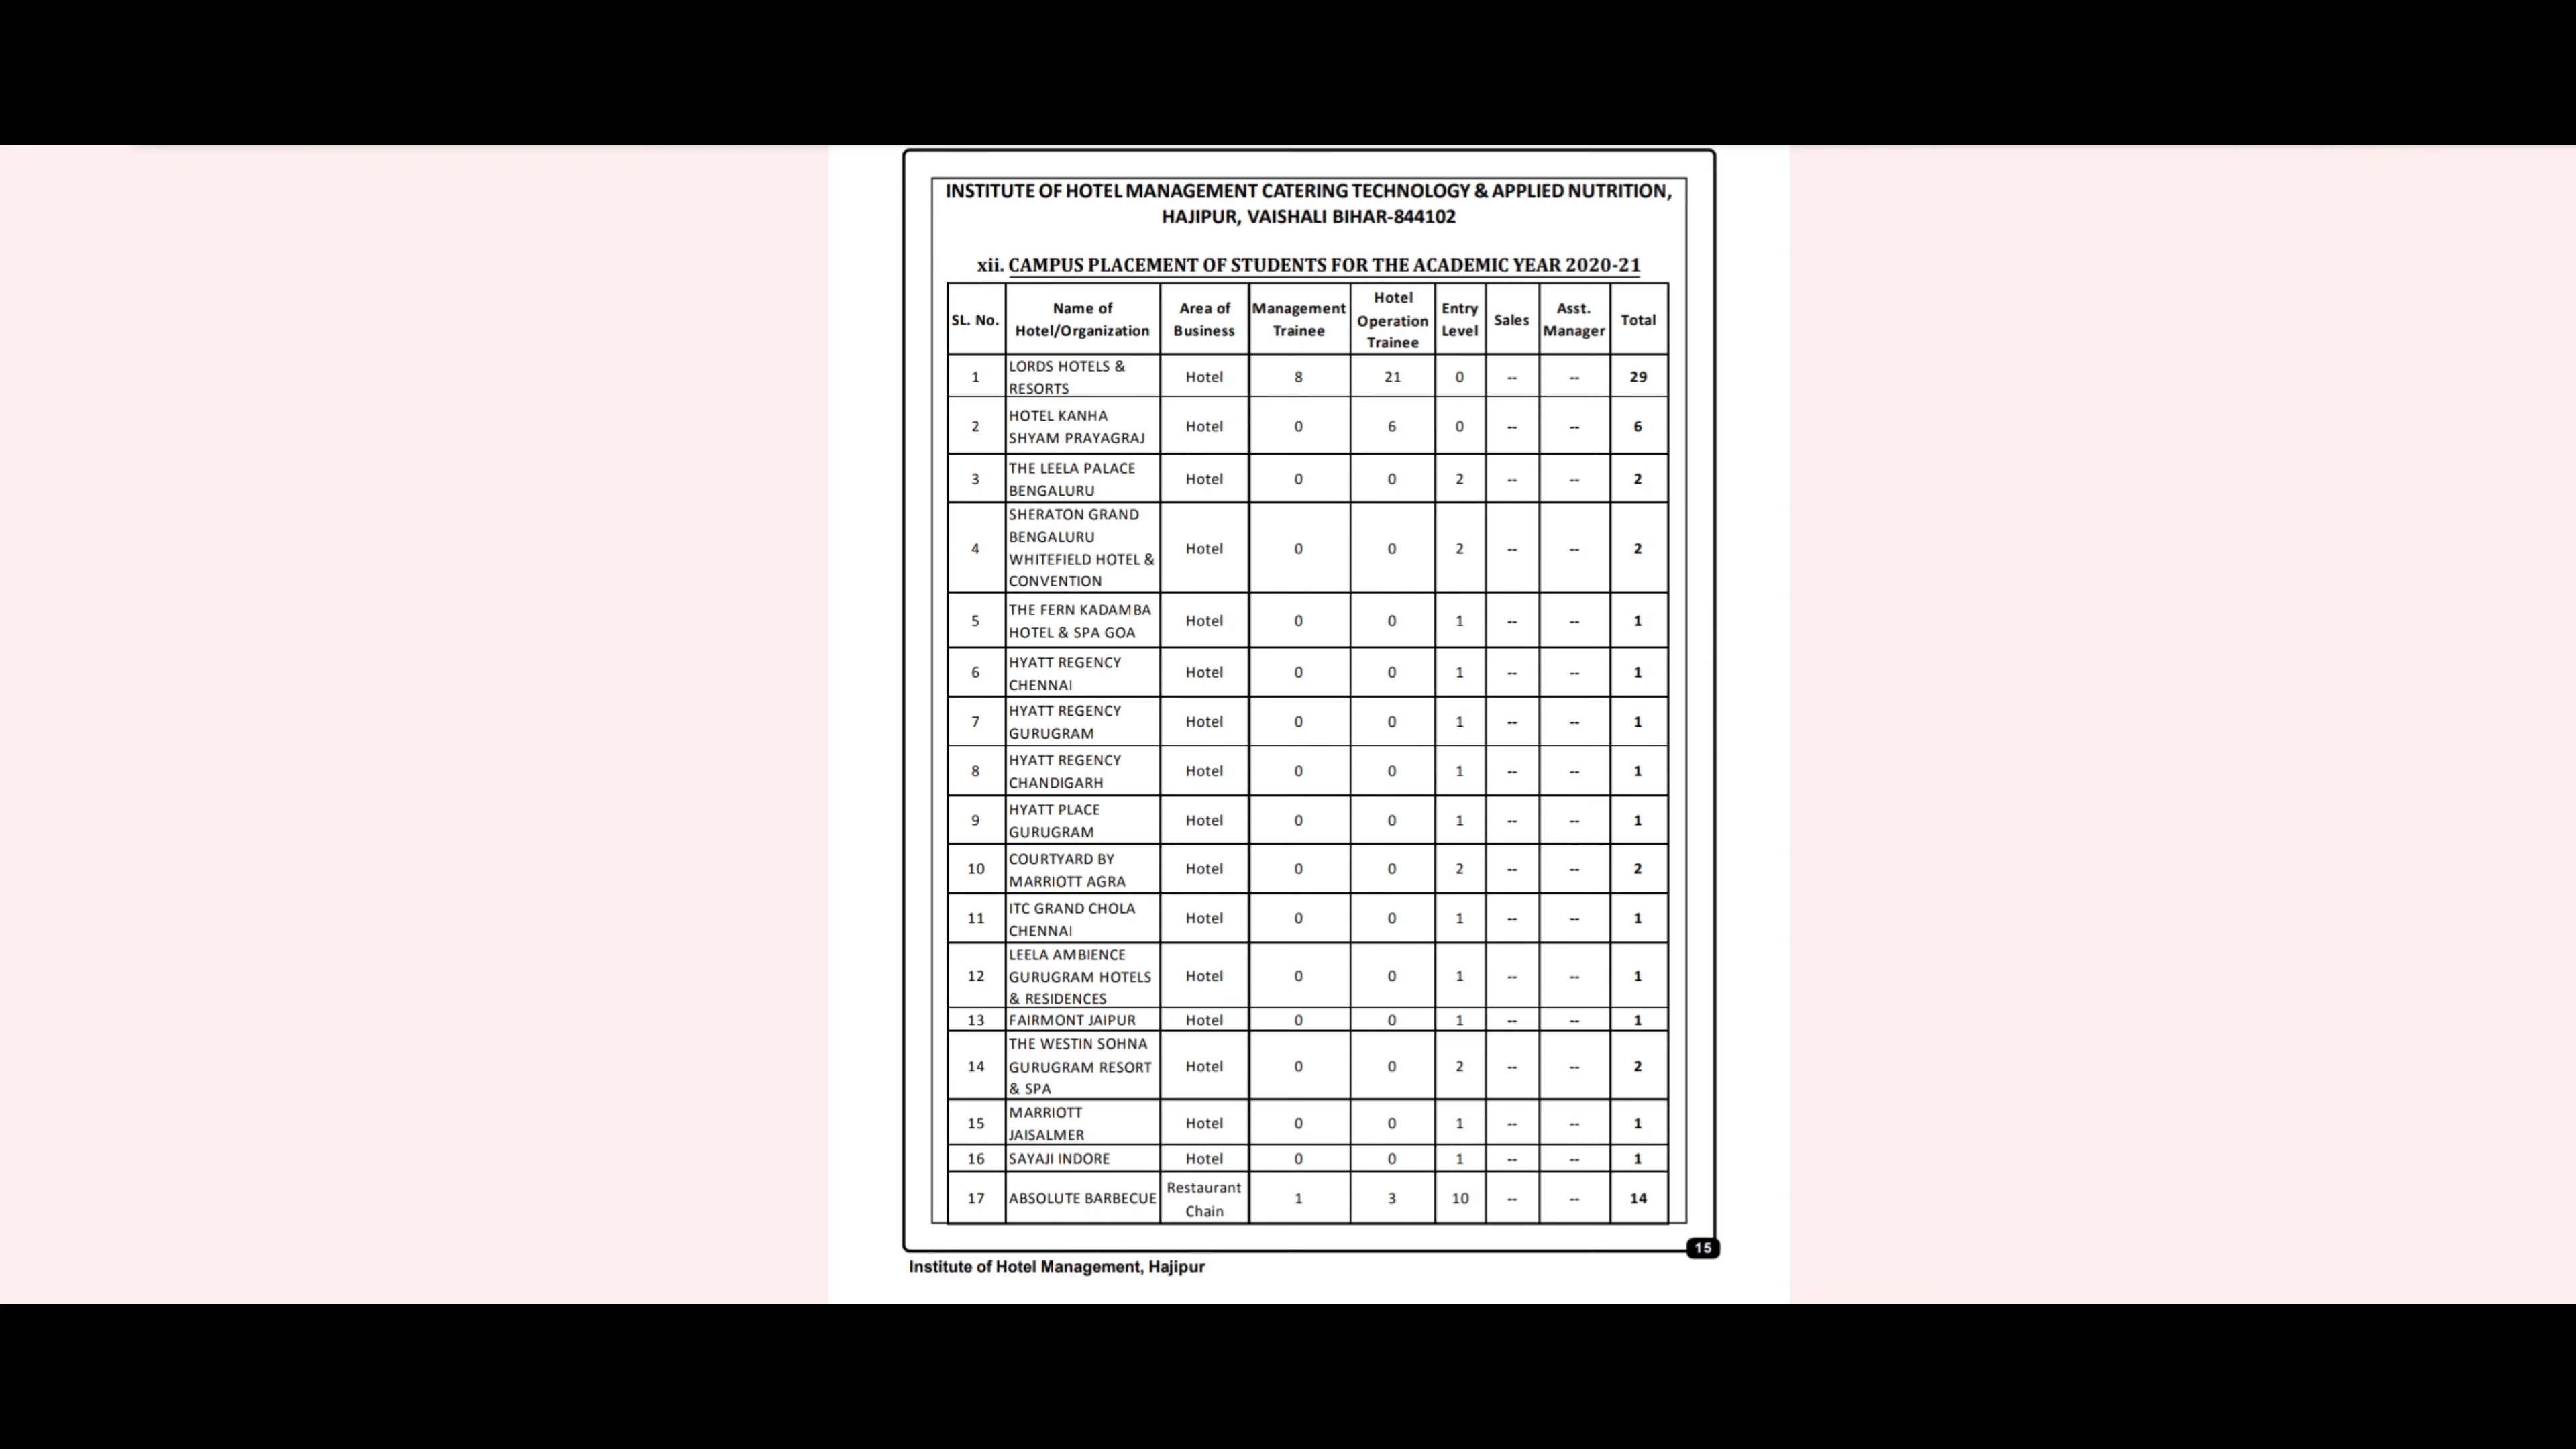 INSTITUTE OF HOTEL MANAGEMENT CATERING TECHNOLOGY & APPLIED NUTRITION,
HAJIPUR, VAISHALI BIHAR-844102
xii. CAMPUS PLACEMENT OF STUDENTS FOR THE ACADEMIC YEAR 2020-21
SL. No. Name of Hotel/Organization Area of Business Management Trainee Hotel Operation Trainee Entry Level Sales Asst. Manager Total
1 LORDS HOTELS & RESORTS Hotel 8 21 0 -- -- 29
2 HOTEL KANHA SHYAM PRAYAGRAJ Hotel 0 6 0 -- -- 6
3 THE LEELA PALACE BENGALURU Hotel 0 0 2 -- -- 2
4 SHERATON GRAND BENGALURU WHITEFIELD HOTEL & CONVENTION Hotel 0 0 2 -- -- 2
5 THE FERN KADAMBA HOTEL & SPA GOA Hotel 0 0 1 -- -- 1
6 HYATT REGENCY CHENNAI Hotel 0 0 1 -- -- 1
7 HYATT REGENCY GURUGRAM Hotel 0 0 1 -- -- 1
8 HYATT REGENCY CHANDIGARH Hotel 0 0 1 -- -- 1
9 HYATT PLACE GURUGRAM Hotel 0 0 1 -- -- 1
10 COURTYARD BY MARRIOTT AGRA Hotel 0 0 2 -- -- 2
11 ITC GRAND CHOLA CHENNAI Hotel 0 0 1 -- -- 1
12 LEELA AMBIENCE GURUGRAM HOTELS & RESIDENCES Hotel 0 0 1 -- -- 1
13 FAIRMONT JAIPUR Hotel 0 0 1 -- -- 1
14 THE WESTIN SOHNA GURUGRAM RESORT & SPA Hotel 0 0 2 -- -- 2
15 MARRIOTT JAISALMER Hotel 0 0 1 -- -- 1
16 SAYAJI INDORE Hotel 0 0 1 -- -- 1
17 ABSOLUTE BARBECUE Restaurant Chain 1 3 10 -- -- 14
15
Institute of Hotel Management, Hajipur